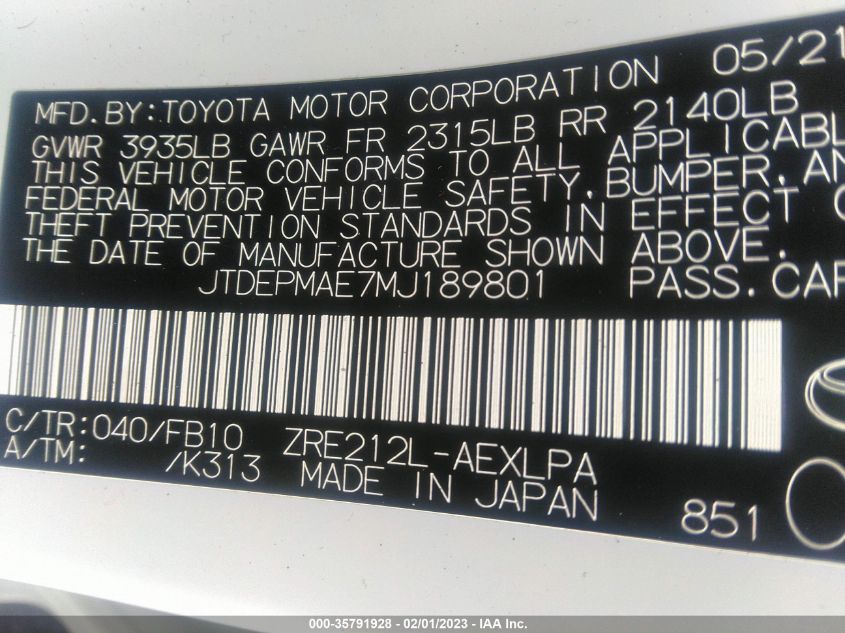 MFD. BY: TOYOTA MOTOR CORPORATION 05/21
GVWR 3935LB GAWR FR 2315LB RR 2140LB
THIS VEHICLE CONFORMS TO ALL APPLICABL
FEDERAL MOTOR VEHICLE SAFETY, BUMPER, AN
THEFT PREVENTION STANDARDS IN EFFECT
THE DATE OF MANUFACTURE SHOWN ABOVE.
JTDEPMAE7MJ189801 PASS. CAR
C/TR: 040/FB10 ZRE212L-AEXLPA
A/TM: /K313 MADE IN JAPAN 851
000-35791928 - 02/01/2023 - IAA Inc.